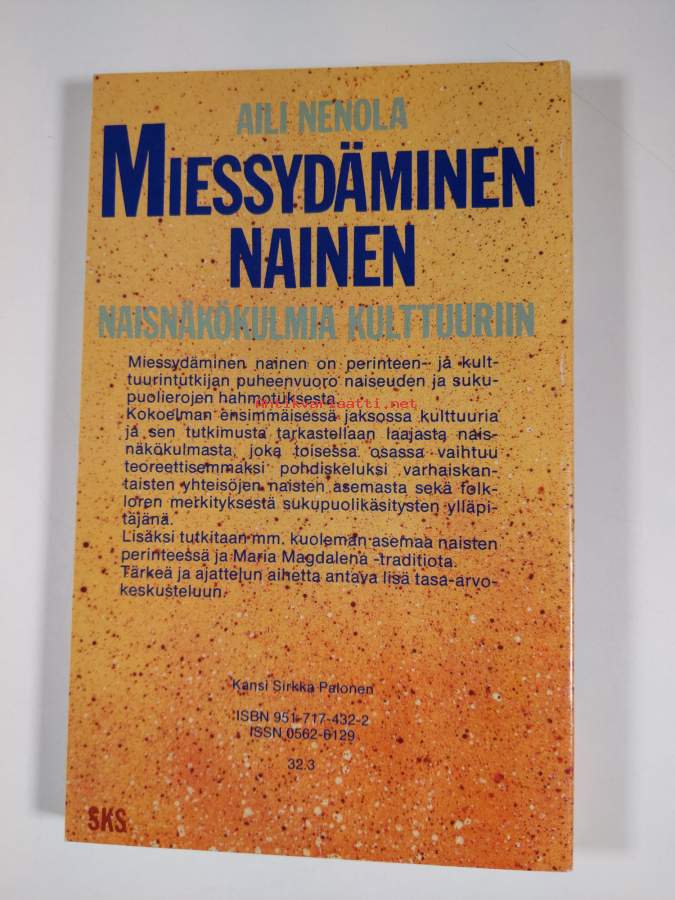 AILI NENOLA
MIESSYDÄMINEN
NAINEN
NAISNÄKÖKULMIA KULTTUURIIN
Miessydäminen nainen on perinteen- ja kult-
tuurintutkijan puheenvuoro naiseuden ja suku-
puolierojen hahmotuksesta.
Antikvariaatti.net
Kokoelman ensimmäisessä jaksossa kulttuuria
ja sen tutkimusta tarkastellaan laajasta nais-
näkökulmasta, joka toisessa osassa vaihtuu
teoreettisemmaksi pohdiskeluksi varhaiskan-
taisten yhteisöjen naisten asemasta sekä folk-
loren merkityksestä sukupuolikäsitysten ylläpi-
täjänä.
Lisäksi tutkitaan mm. kuoleman asemaa naisten
perinteessä ja Maria Magdalena -traditiota.
Tärkeä ja ajattelun aihetta antava lisä tasa-arvo-
keskusteluun.
Kansi Sirkka Palonen
ISBN 951-717-432-2
ISSN 0562-6129
32.3
SKS